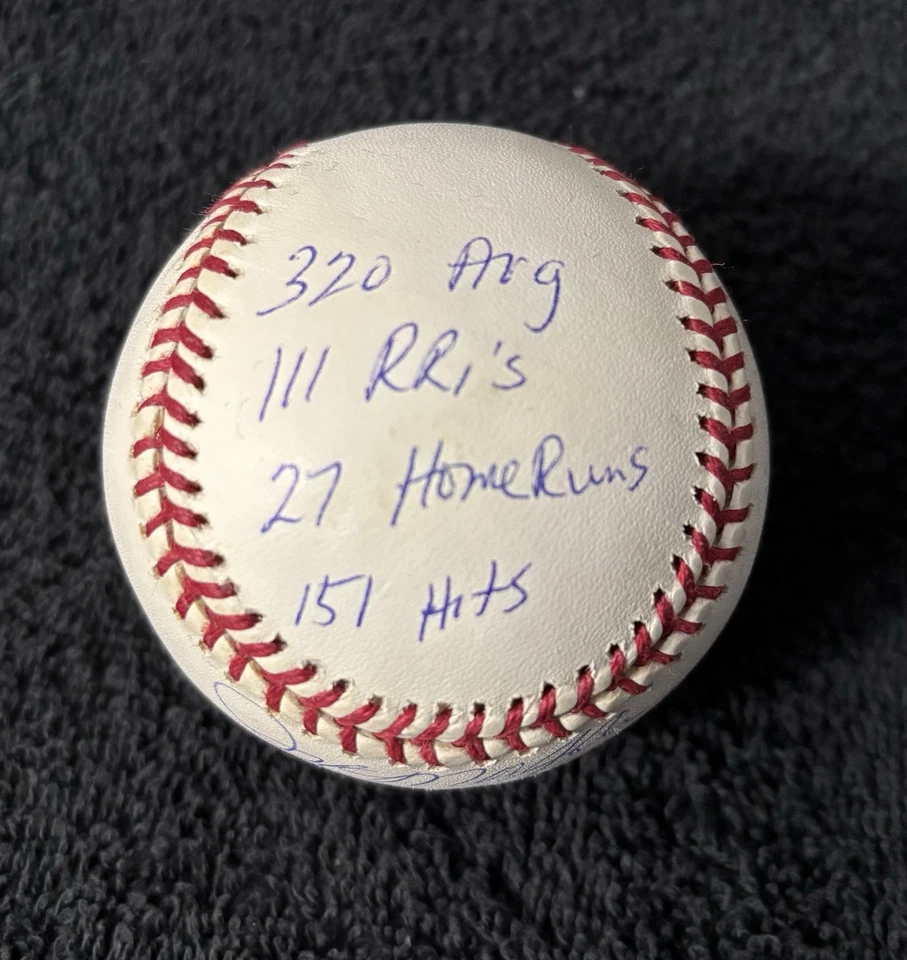 320 Avg
111 RBI's
27 HomeRuns
151 Hits